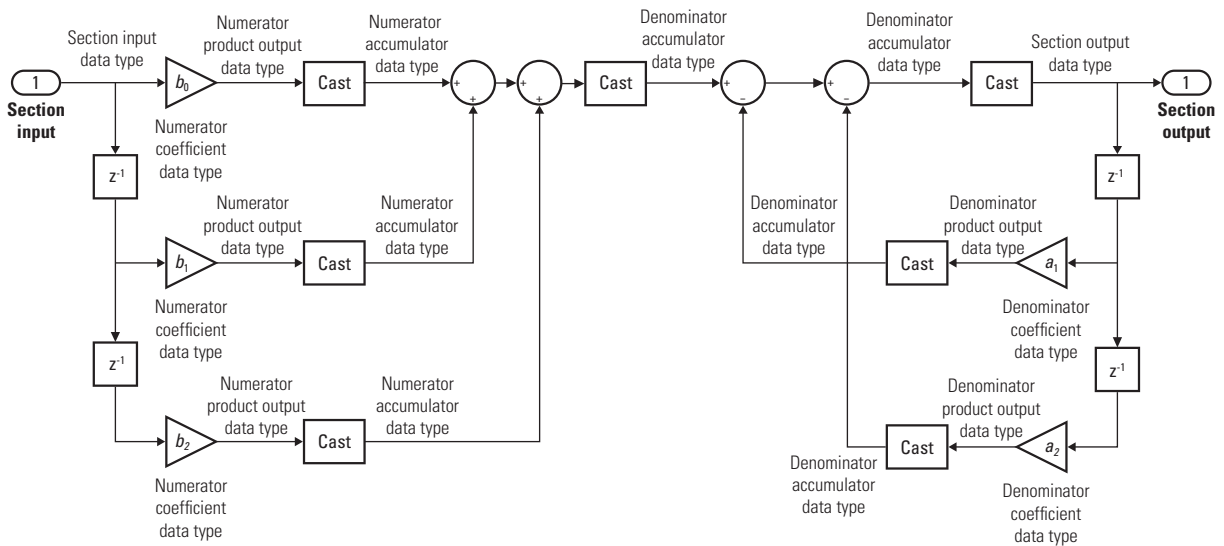 Section input
data type
Numerator
product output
data type
Numerator
accumulator
data type
Denominator
accumulator
data type
Denominator
accumulator
data type
Section output
data type
1
Section
input
b0
Cast
+
+
+
+
Cast
+
−
+
−
Cast
1
Section
output
Numerator
coefficient
data type
z-1
z-1
Numerator
product output
data type
Numerator
accumulator
data type
Denominator
accumulator
data type
Denominator
product output
data type
b1
Cast
Cast
a1
Numerator
coefficient
data type
Denominator
coefficient
data type
z-1
z-1
Numerator
product output
data type
Numerator
accumulator
data type
Denominator
product output
data type
b2
Cast
Cast
a2
Numerator
coefficient
data type
Denominator
accumulator
data type
Denominator
coefficient
data type